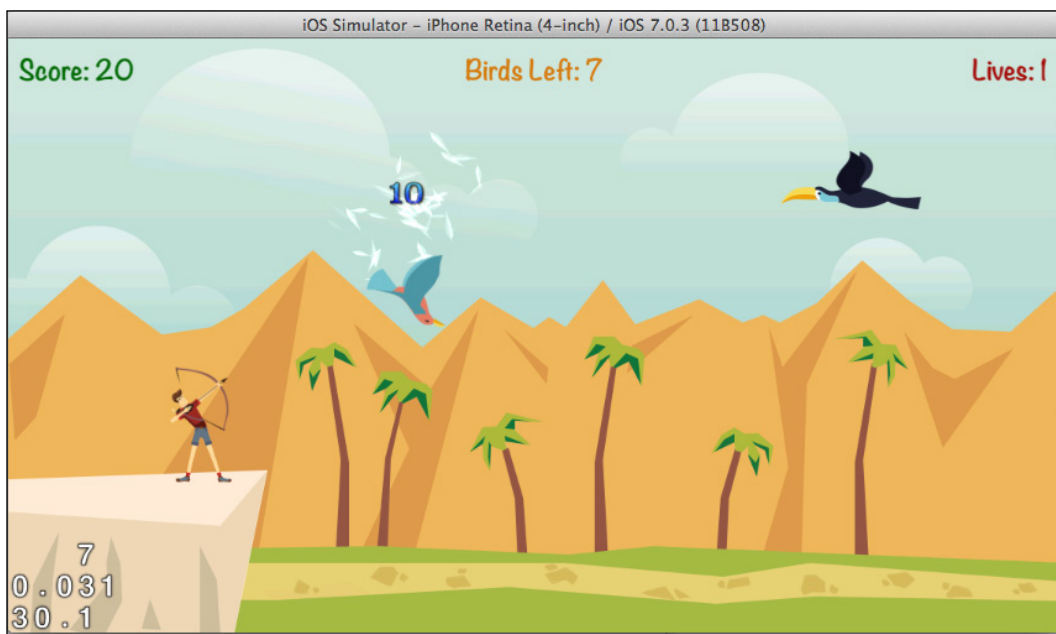 iOS Simulator – iPhone Retina (4-inch) / iOS 7.0.3 (11B508)
Score: 20
Birds Left: 7
Lives: 1
10
7
0.031
30.1